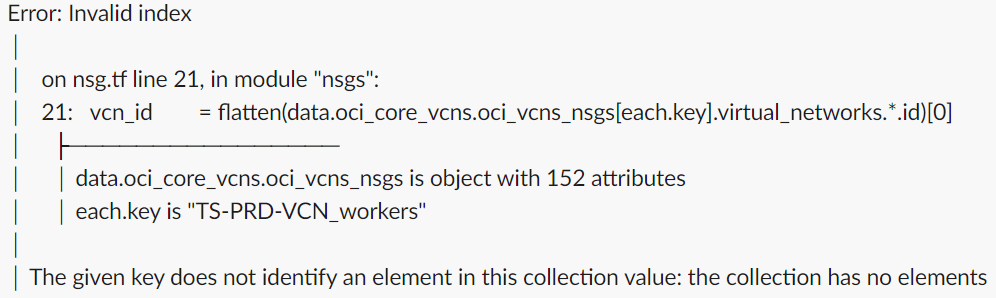 Error: Invalid index
│
│ on nsg.tf line 21, in module "nsgs":
│ 21: vcn_id = flatten(data.oci_core_vcns.oci_vcns_nsgs[each.key].virtual_networks.*.id)[0]
│ ├────────────────
│ │ data.oci_core_vcns.oci_vcns_nsgs is object with 152 attributes
│ │ each.key is "TS-PRD-VCN_workers"
│
│ The given key does not identify an element in this collection value: the collection has no elements